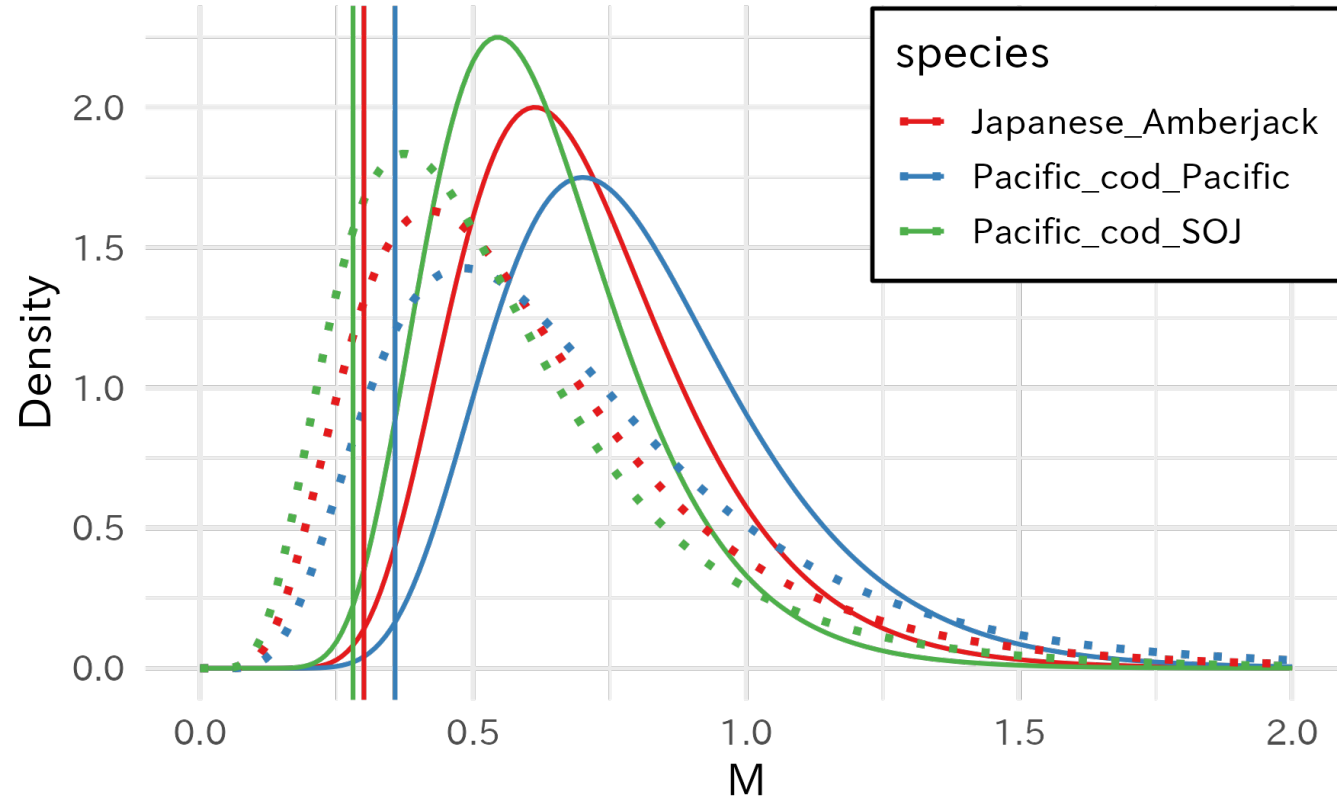 species
Japanese_Amberjack
Pacific_cod_Pacific
Pacific_cod_SOJ
Density
2.0
1.5
1.0
0.5
0.0
0.0 0.5 1.0 1.5 2.0
M